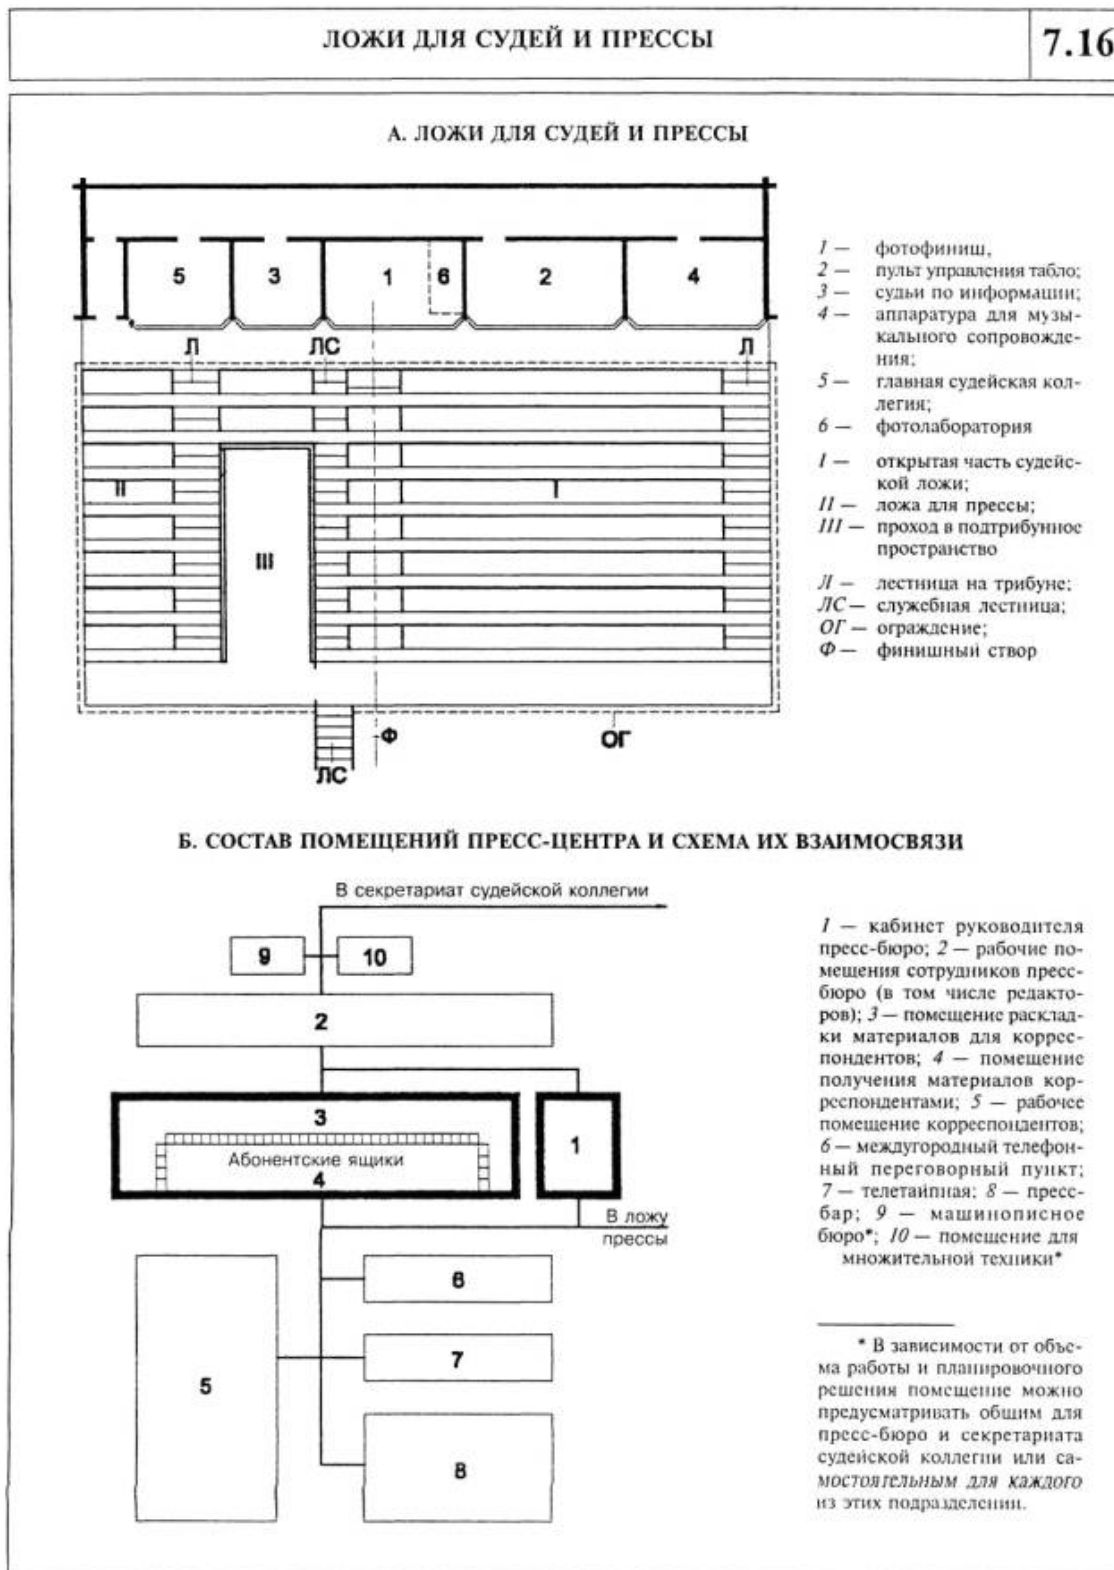 ЛОЖИ ДЛЯ СУДЕЙ И ПРЕССЫ
7.16
А. ЛОЖИ ДЛЯ СУДЕЙ И ПРЕССЫ
5
3
1
6
2
4
Л
ЛС
Л
II
I
III
Ф
ОГ
ЛС
1 — фотофиниш,
2 — пульт управления табло;
3 — судьи по информации;
4 — аппаратура для музы-
кального сопровожде-
ния;
5 — главная судейская кол-
легия;
6 — фотолаборатория
I — открытая часть судейс-
кой ложи;
II — ложа для прессы;
III — проход в подтрибунное
пространство
Л — лестница на трибуне;
ЛС — служебная лестница;
ОГ — ограждение;
Ф — финишный створ
Б. СОСТАВ ПОМЕЩЕНИЙ ПРЕСС-ЦЕНТРА И СХЕМА ИХ ВЗАИМОСВЯЗИ
В секретариат судейской коллегии
9
10
2
3
Абонентские ящики
4
1
В ложу
прессы
5
6
7
8
1 — кабинет руководителя
пресс-бюро; 2 — рабочие по-
мещения сотрудников пресс-
бюро (в том числе редакто-
ров); 3 — помещение расклад-
ки материалов для коррес-
пондентов; 4 — помещение
получения материалов кор-
респондентами; 5 — рабочее
помещение корреспондентов;
6 — междугородный телефон-
ный переговорный пункт;
7 — телетайпная; 8 — пресс-
бар; 9 — машинописное
бюро*; 10 — помещение для
множительной техники*
* В зависимости от объе-
ма работы и планировочного
решения помещение можно
предусматривать общим для
пресс-бюро и секретариата
судейской коллегии или са-
мостоятельным для каждого
из этих подразделении.